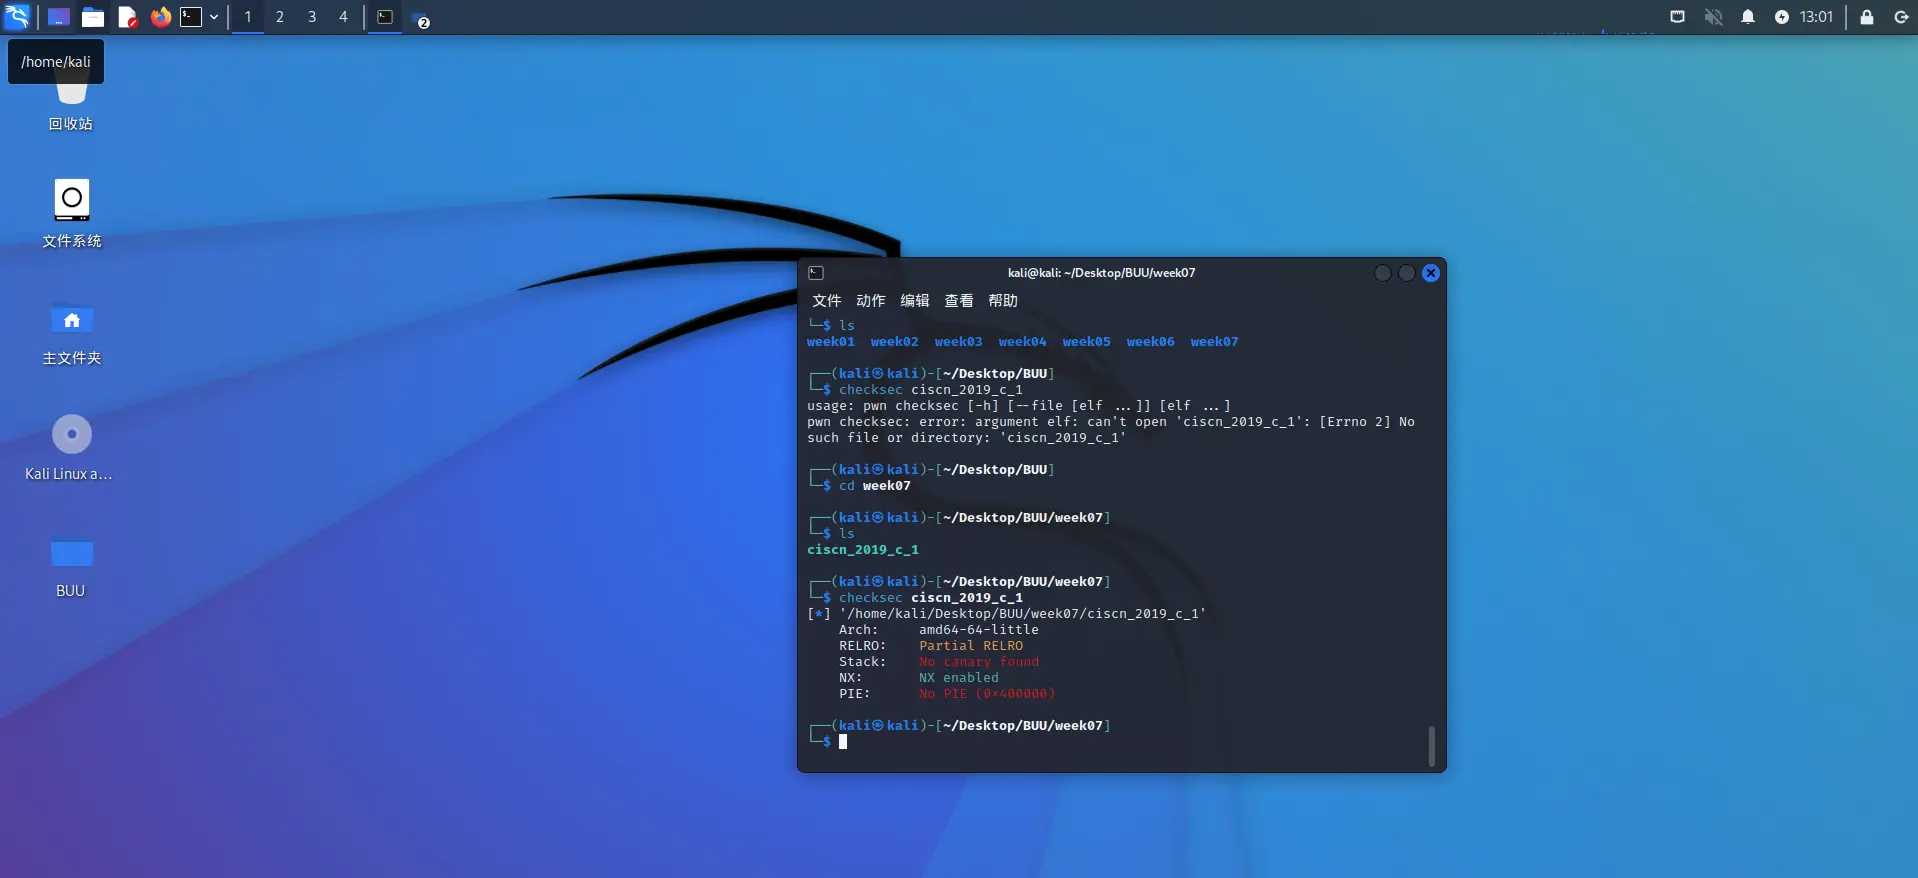 1 2 3 4
2
13:01
/home/kali
回收站
文件系统
主文件夹
Kali Linux a...
BUU
kali@kali: ~/Desktop/BUU/week07
文件 动作 编辑 查看 帮助
└─$ ls
week01 week02 week03 week04 week05 week06 week07
┌──(kali㉿kali)-[~/Desktop/BUU]
└─$ checksec ciscn_2019_c_1
usage: pwn checksec [-h] [--file [elf ...]] [elf ...]
pwn checksec: error: argument elf: can't open 'ciscn_2019_c_1': [Errno 2] No
such file or directory: 'ciscn_2019_c_1'
┌──(kali㉿kali)-[~/Desktop/BUU]
└─$ cd week07
┌──(kali㉿kali)-[~/Desktop/BUU/week07]
└─$ ls
ciscn_2019_c_1
┌──(kali㉿kali)-[~/Desktop/BUU/week07]
└─$ checksec ciscn_2019_c_1
[*] '/home/kali/Desktop/BUU/week07/ciscn_2019_c_1'
Arch: amd64-64-little
RELRO: Partial RELRO
Stack: No canary found
NX: NX enabled
PIE: No PIE (0x400000)
┌──(kali㉿kali)-[~/Desktop/BUU/week07]
└─$